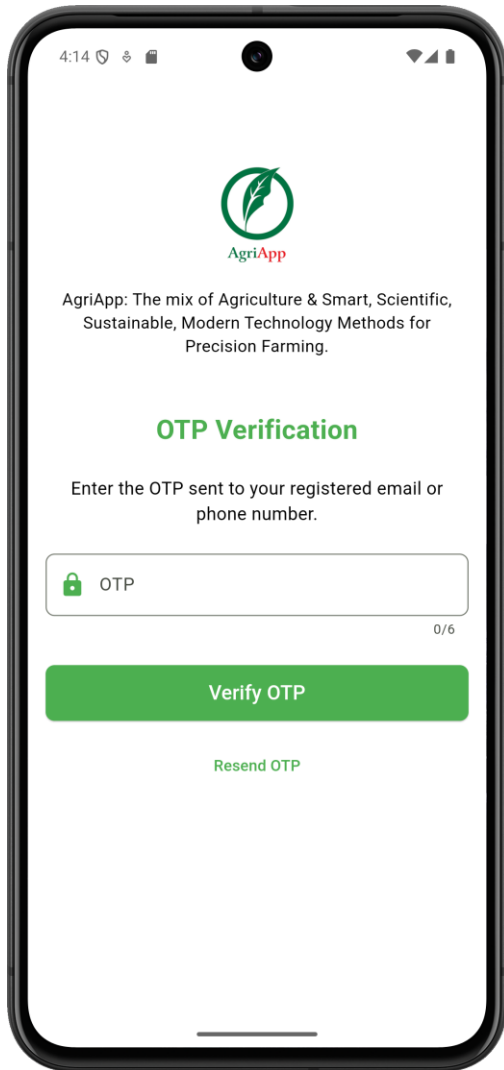 4:14
AgriApp
AgriApp: The mix of Agriculture & Smart, Scientific,
Sustainable, Modern Technology Methods for
Precision Farming.
OTP Verification
Enter the OTP sent to your registered email or
phone number.
OTP
0/6
Verify OTP
Resend OTP